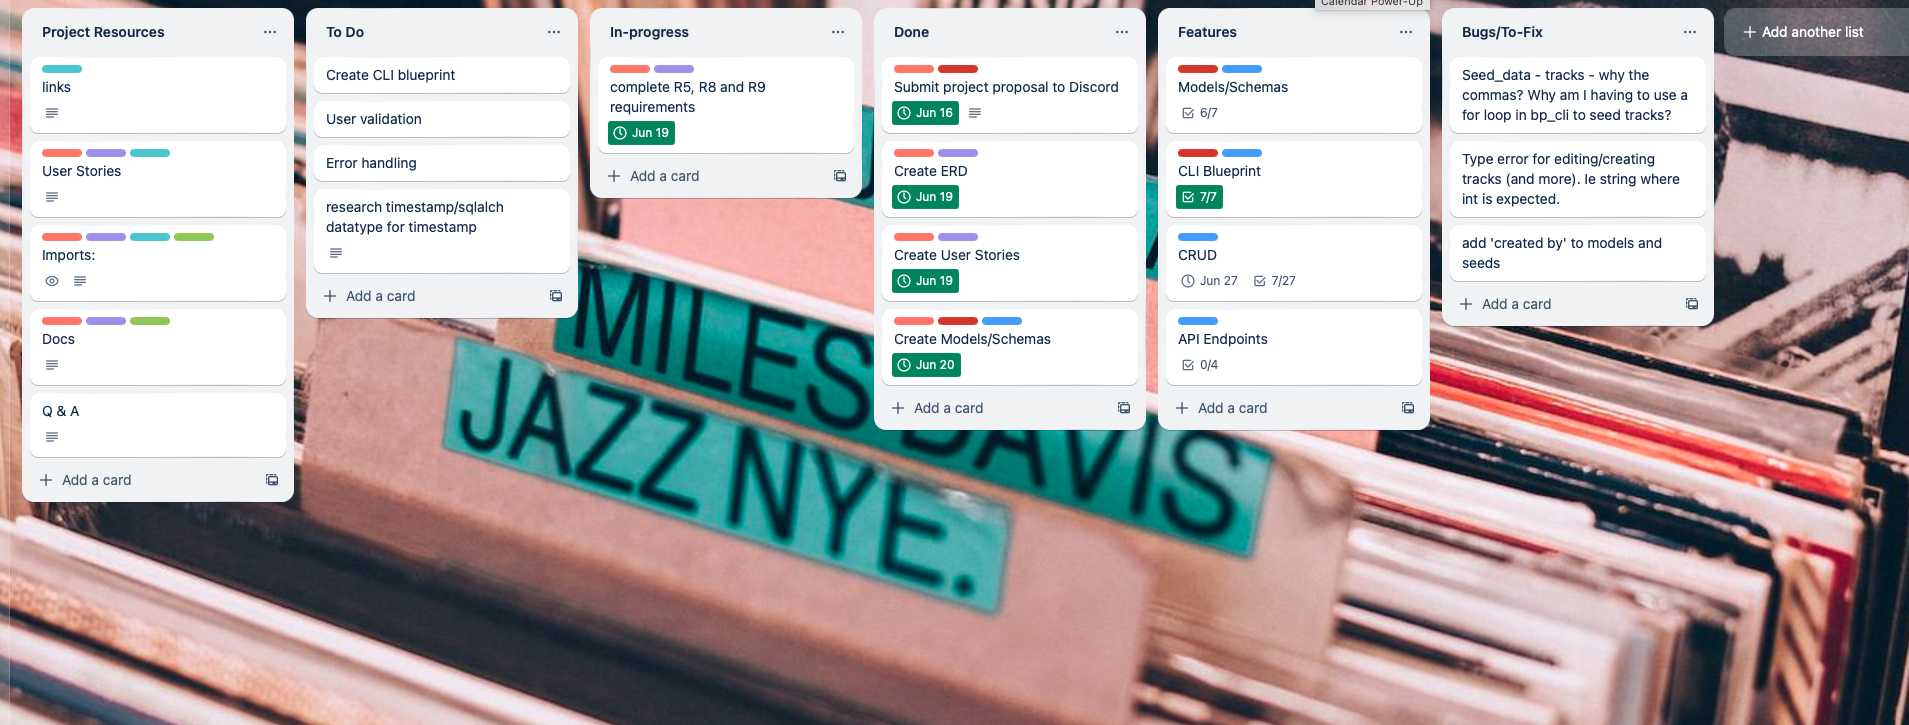 Calendar Power-Up
Project Resources
links
User Stories
Imports:
Docs
Q & A
Add a card
To Do
Create CLI blueprint
User validation
Error handling
research timestamp/sqlalch
datatype for timestamp
Add a card
In-progress
complete R5, R8 and R9
requirements
Jun 19
Add a card
Done
Submit project proposal to Discord
Jun 16
Create ERD
Jun 19
Create User Stories
Jun 19
Create Models/Schemas
Jun 20
Add a card
Features
Models/Schemas
6/7
CLI Blueprint
7/7
CRUD
Jun 27 7/27
API Endpoints
0/4
Add a card
Bugs/To-Fix
Seed_data - tracks - why the
commas? Why am I having to use a
for loop in bp_cli to seed tracks?
Type error for editing/creating
tracks (and more). Ie string where
int is expected.
add 'created by' to models and
seeds
Add a card
Add another list
MILES DAVIS
JAZZ NYE.